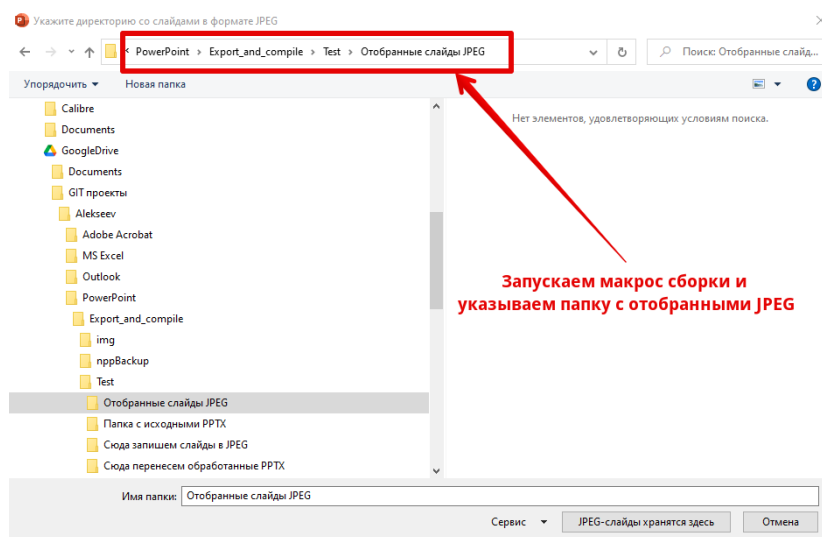 Укажите директорию со слайдами в формате JPEG
« PowerPoint › Export_and_compile › Test › Отобранные слайды JPEG
Поиск: Отобранные слайд...
Упорядочить
Новая папка
Calibre
Documents
GoogleDrive
Documents
GIT проекты
Alekseev
Adobe Acrobat
MS Excel
Outlook
PowerPoint
Export_and_compile
img
nppBackup
Test
Отобранные слайды JPEG
Папка с исходными PPTX
Сюда запишем слайды в JPEG
Сюда перенесем обработанные PPTX
Нет элементов, удовлетворяющих условиям поиска.
Запускаем макрос сборки и
указываем папку с отобранными JPEG
Имя папки: Отобранные слайды JPEG
Сервис
JPEG-слайды хранятся здесь
Отмена